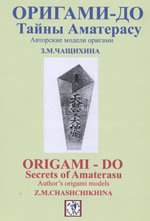 ОРИГАМИ-ДО
Тайны Аматерасу
Авторские модели оригами
З.М.ЧАЩИХИНА
ORIGAMI - DO
Secrets of Amaterasu
Author's origami models
Z.M.CHASHCHIKHINA